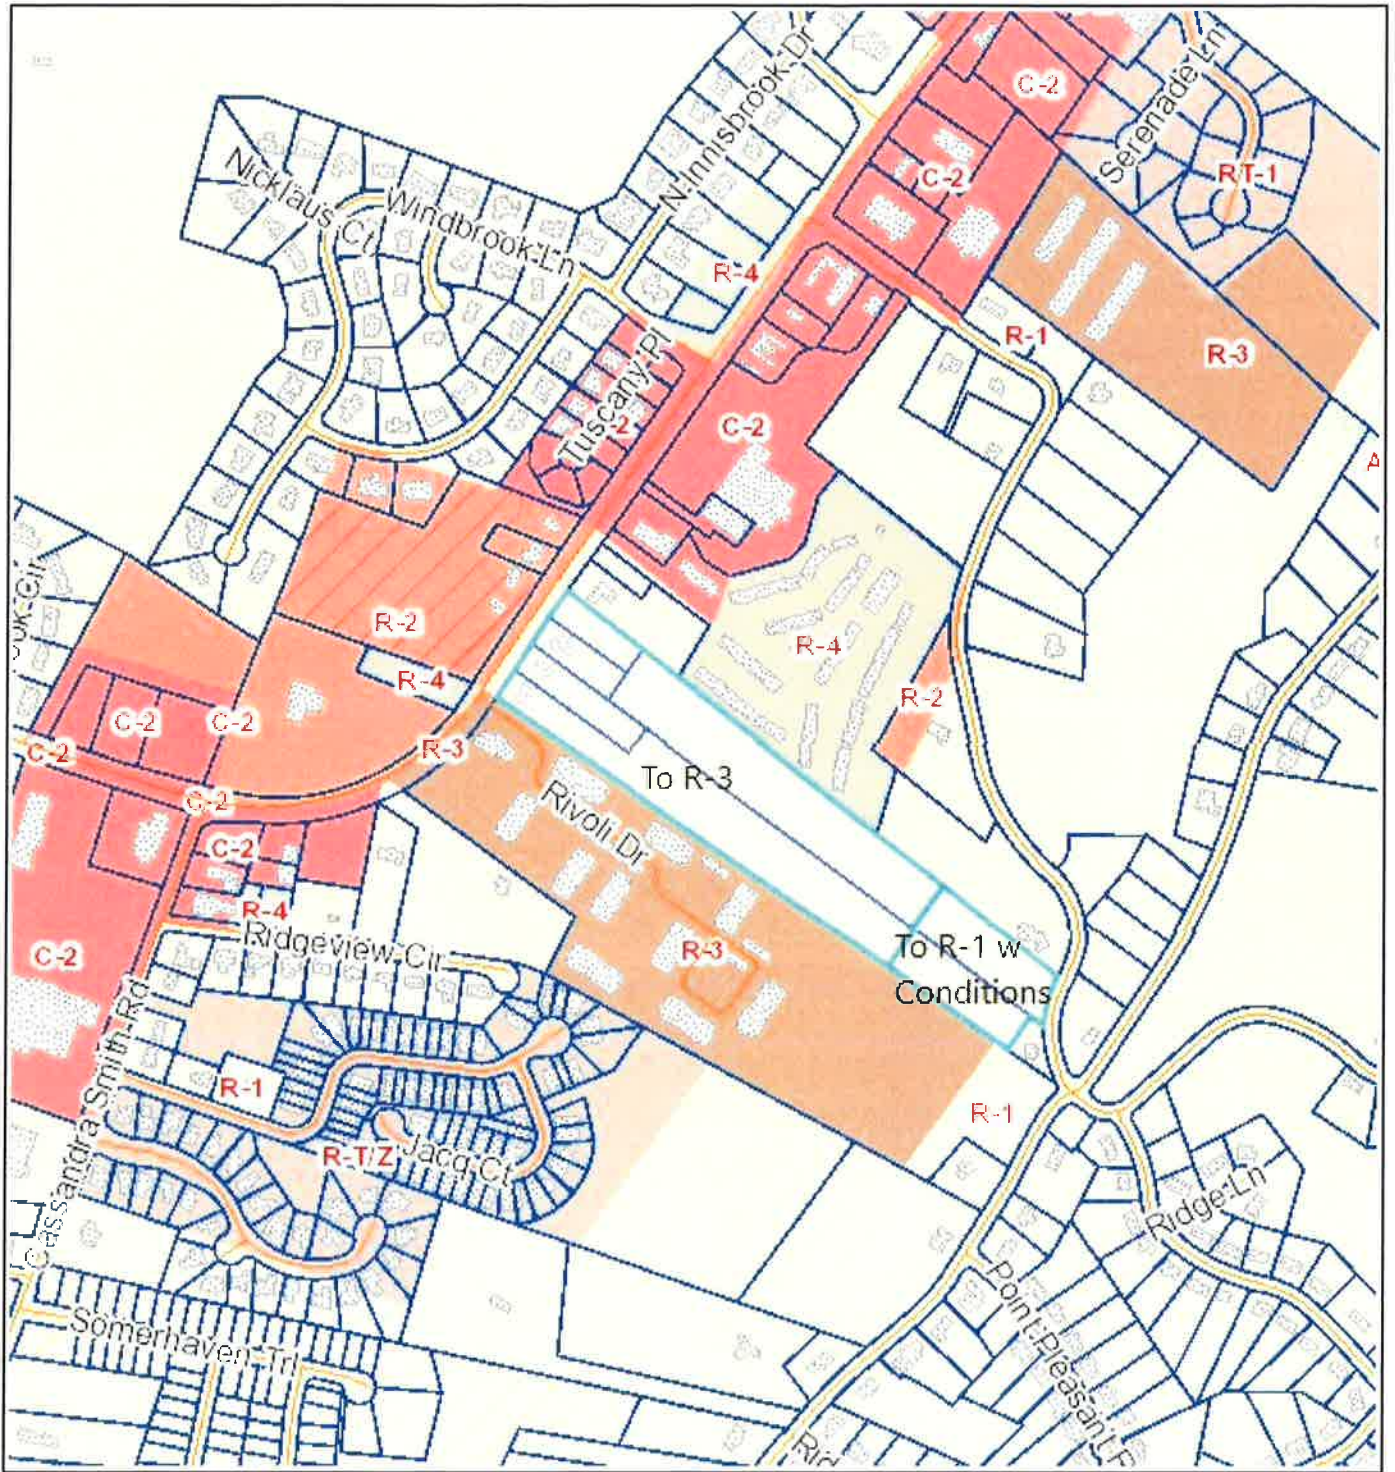 C-2
Serenade Ln
N Innisbrook Dr
C-2
RT-1
Nicklaus Ct
Windbrook Ln
R-4
R-1
R-3
Tuscany Pl
-2
C-2
A
R-2
R-4
R-4
R-2
C-2
C-2
C-2
R-3
To R-3
C-2
Rivoli Dr
C-2
R-4
Ridgeview Cir
R-3
To R-1 w
Conditions
C-2
R-1
R-1
Cassandra Smith Rd
R-T/Z
Jacq Ct
Ridge Ln
Somerhaven Trl
Point Pleasant
Rid